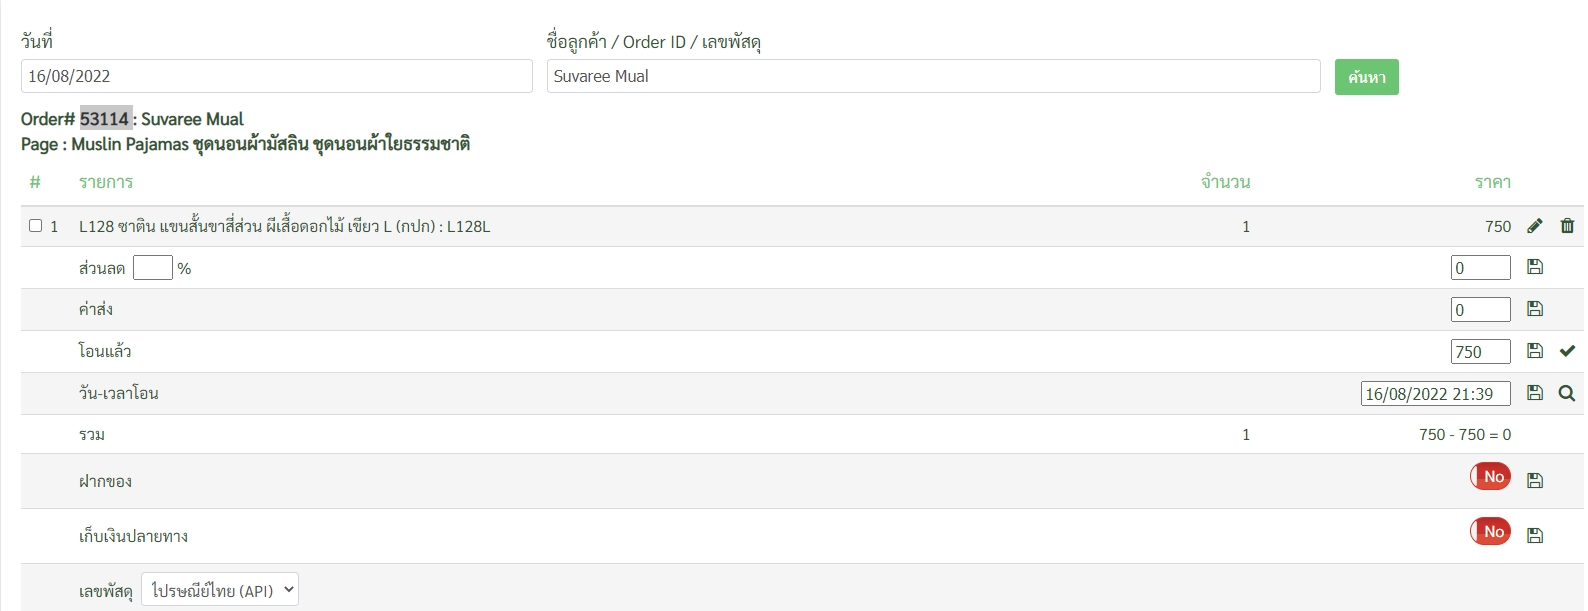 วันที่ ชื่อลูกค้า / Order ID / เลขพัสดุ
16/08/2022 Suvaree Mual ค้นหา
Order# 53114 : Suvaree Mual
Page : Muslin Pajamas ชุดนอนผ้ามัสลิน ชุดนอนผ้าใยธรรมชาติ
# รายการ จำนวน ราคา
1 L128 ซาติน แขนสั้นขาสี่ส่วน ผีเสื้อดอกไม้ เขียว L (กปก) : L128L 1 750
ส่วนลด % 0
ค่าส่ง 0
โอนแล้ว 750
วัน-เวลาโอน 16/08/2022 21:39
รวม 1 750 - 750 = 0
ฝากของ No
เก็บเงินปลายทาง No
เลขพัสดุ ไปรษณีย์ไทย (API)